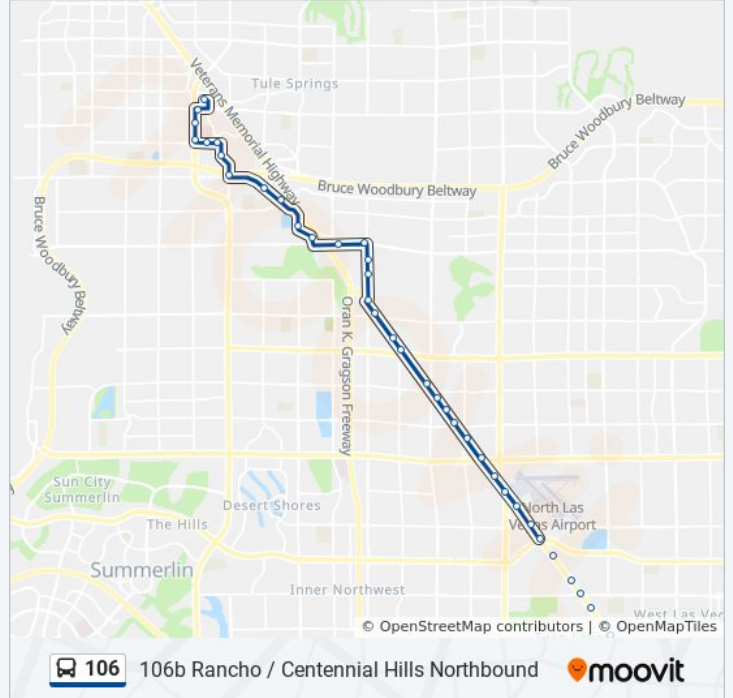 Veterans Memorial Highway
Tule Springs
Bruce Woodbury Beltway
Bruce Woodbury Beltway
Bruce Woodbury Beltway
Oran K. Gragson Freeway
Sun City
Summerlin
Desert Shores
The Hills
North Las
Vegas Airport
Summerlin
Inner Northwest
West Las Veg
© OpenStreetMap contributors | © OpenMapTiles
106 106b Rancho / Centennial Hills Northbound moovit